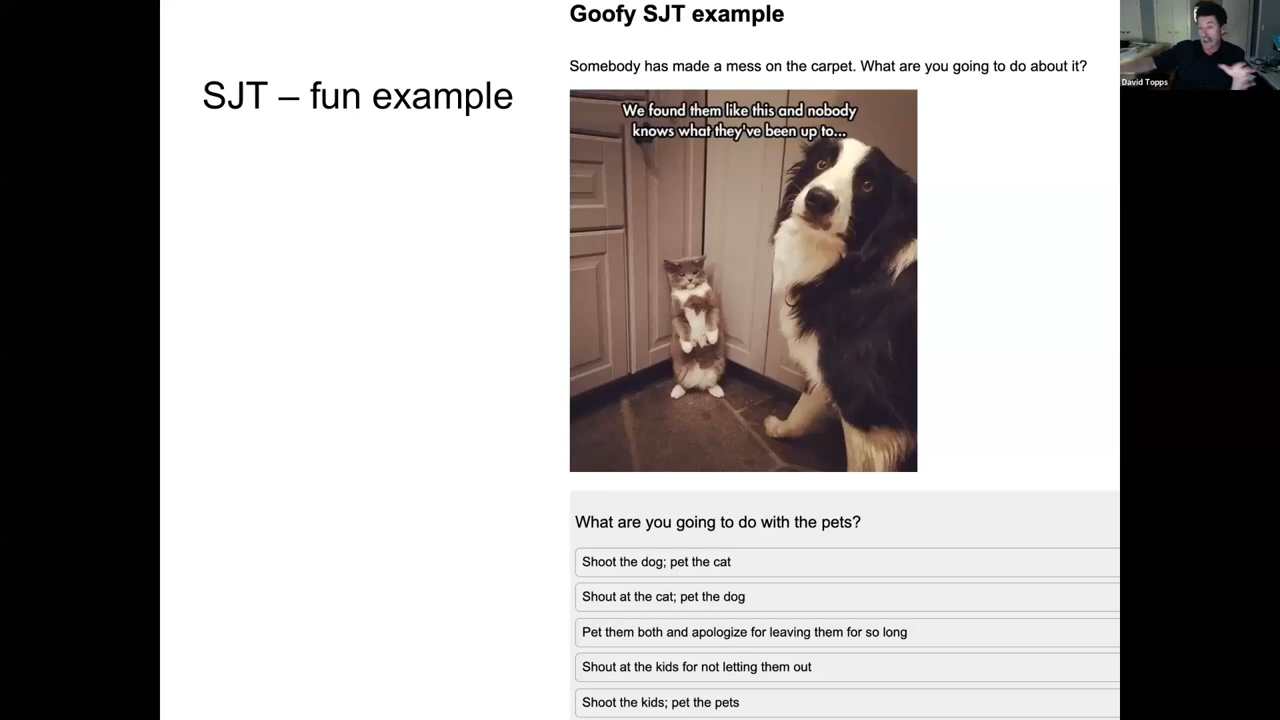 Goofy SJT example
SJT – fun example
Somebody has made a mess on the carpet. What are you going to do about it?
We found them like this and nobody
knows what they've been up to...
What are you going to do with the pets?
Shoot the dog; pet the cat
Shout at the cat; pet the dog
Pet them both and apologize for leaving them for so long
Shout at the kids for not letting them out
Shoot the kids; pet the pets
David Topps